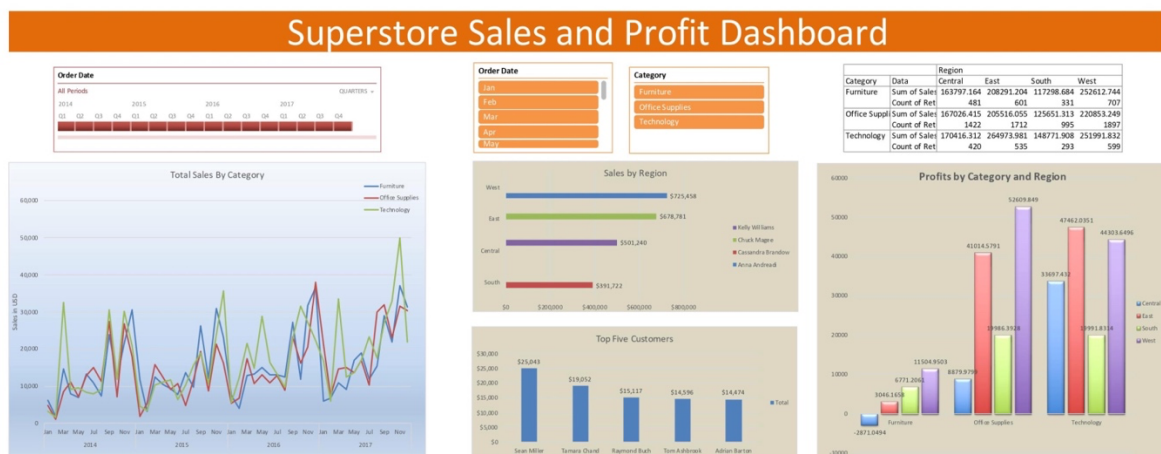 Superstore Sales and Profit Dashboard
Order Date
All Periods
QUARTERS
2014 2015 2016 2017
Q1 Q2 Q3 Q4 Q1 Q2 Q3 Q4 Q1 Q2 Q3 Q4 Q1 Q2 Q3 Q4
Order Date
Jan
Feb
Mar
Apr
May
Category
Furniture
Office Supplies
Technology
Region
Category Data Central East South West
Furniture Sum of Sales 163797.164 208291.204 117298.684 252612.744
Count of Ret 481 601 331 707
Office Suppli Sum of Sales 167026.415 205516.055 125651.313 220853.249
Count of Ret 1422 1712 995 1897
Technology Sum of Sales 170416.312 264973.981 148771.908 251991.832
Count of Ret 420 535 293 599
Total Sales By Category
Furniture
Office Supplies
Technology
Sales in USD
60,000
50,000
40,000
30,000
20,000
10,000
0
Jan Mar May Jul Sep Nov Jan Mar May Jul Sep Nov Jan Mar May Jul Sep Nov Jan Mar May Jul Sep Nov
2014 2015 2016 2017
Sales by Region
West $725,458
East $678,781
Central $501,240
South $391,722
$0 $200,000 $400,000 $600,000 $800,000
Kelly Williams
Chuck Magee
Cassandra Brandow
Anna Andreadi
Top Five Customers
$30,000
$25,000
$20,000
$15,000
$10,000
$5,000
$0
$25,043 $19,052 $15,117 $14,596 $14,474
Sean Miller Tamara Chand Raymond Buch Tom Ashbrook Adrian Barton
Total
Profits by Category and Region
60000
50000
40000
30000
20000
10000
0
-10000
-2871.0494 3046.1658 6771.2061 11504.9503
8879.9799 41014.5791 19986.3928 52609.849
33697.432 47462.0351 19991.8314 44303.6496
Furniture Office Supplies Technology
Central
East
South
West